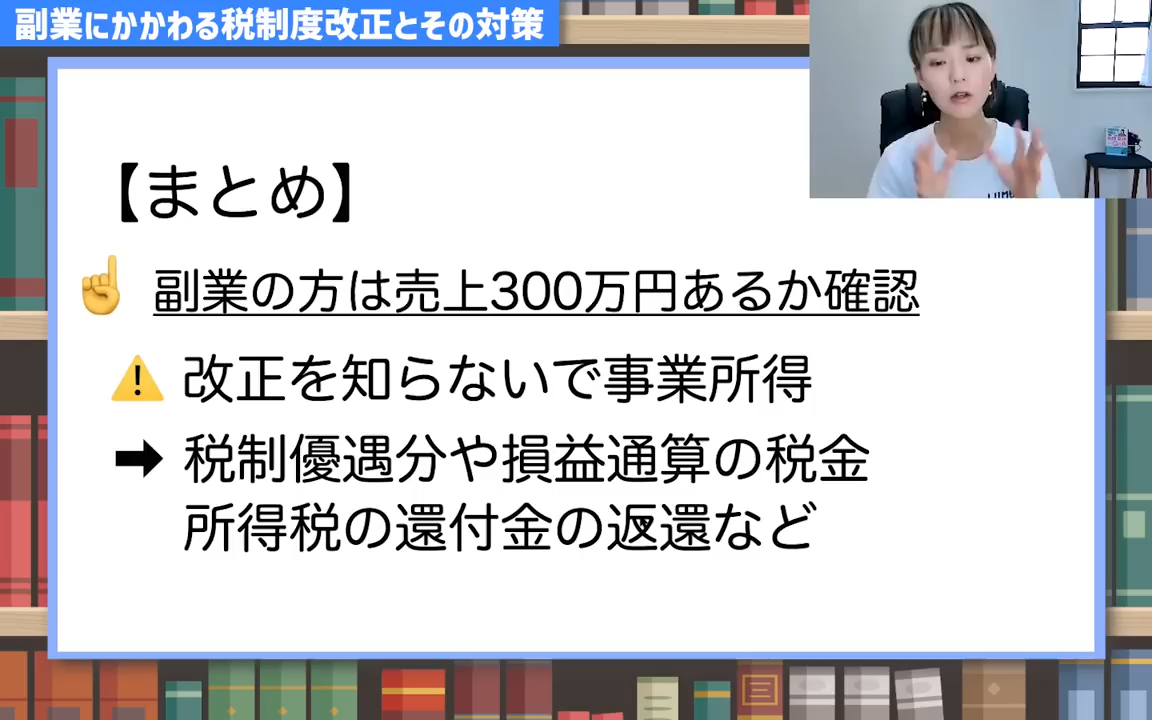 副業にかかわる税制度改正とその対策
【まとめ】
☝ 副業の方は売上300万円あるか確認
⚠ 改正を知らないで事業所得
➡ 税制優遇分や損益通算の税金
所得税の還付金の返還など